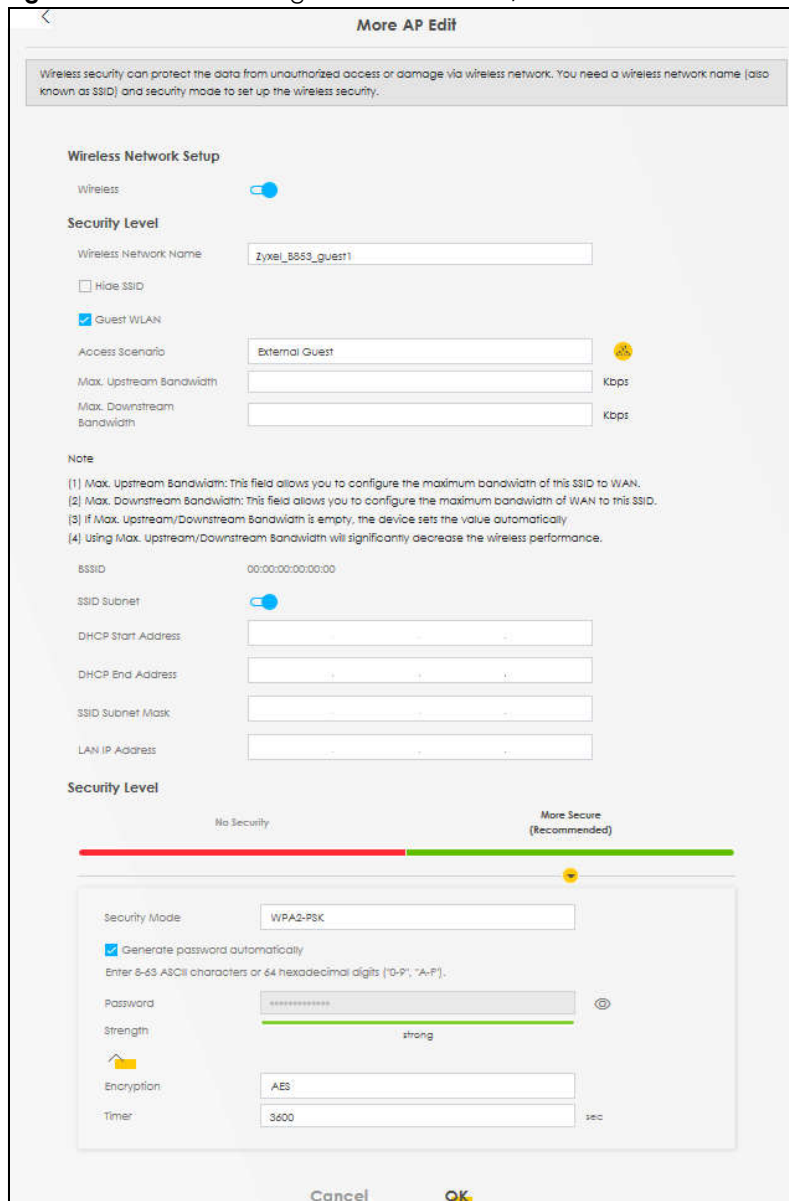 More AP Edit
Wireless security can protect the data from unauthorized access or damage via wireless network. You need a wireless network name (also
known as SSID) and security mode to set up the wireless security.
Wireless Network Setup
Wireless
Security Level
Wireless Network Name Zyxel_B853_guest1
Hide SSID
Guest WLAN
Access Scenario External Guest
Max. Upstream Bandwidth Kbps
Max. Downstream
Bandwidth Kbps
Note
(1) Max. Upstream Bandwidth: This field allows you to configure the maximum bandwidth of this SSID to WAN.
(2) Max. Downstream Bandwidth: This field allows you to configure the maximum bandwidth of WAN to this SSID.
(3) If Max. Upstream/Downstream Bandwidth is empty, the device sets the value automatically
(4) Using Max. Upstream/Downstream Bandwidth will significantly decrease the wireless performance.
BSSID 00:00:00:00:00:00
SSID Subnet
DHCP Start Address . . .
DHCP End Address . . .
SSID Subnet Mask . . .
LAN IP Address . . .
Security Level
No Security
More Secure
(Recommended)
Security Mode WPA2-PSK
Generate password automatically
Enter 8-63 ASCII characters or 64 hexadecimal digits ("0-9", "A-F").
Password
Strength strong
Encryption AES
Timer 3600 sec
Cancel OK